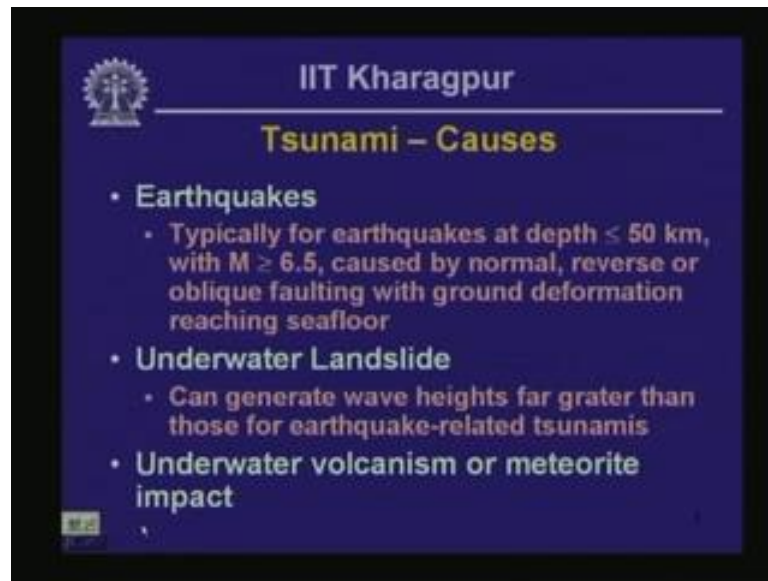 IIT Kharagpur
Tsunami – Causes
• Earthquakes
• Typically for earthquakes at depth ≤ 50 km,
with M ≥ 6.5, caused by normal, reverse or
oblique faulting with ground deformation
reaching seafloor
• Underwater Landslide
• Can generate wave heights far grater than
those for earthquake-related tsunamis
• Underwater volcanism or meteorite
impact